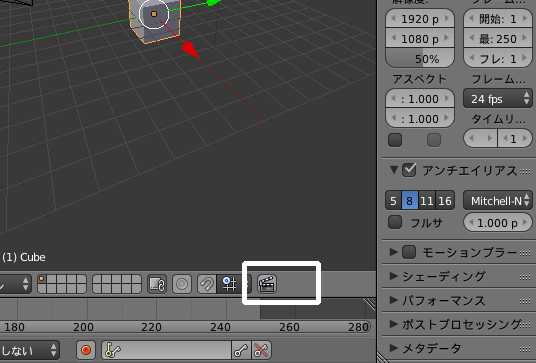 (1) Cube
180 200 220 240 260 280
しない
解像度: フレーム…
1920 p 開始: 1
1080 p 最: 250
50% フレ: 1
アスペクト フレーム…
: 1.000 24 fps
: 1.000 タイムリ…
1
アンチエイリアス
5 8 11 16 Mitchell-N
フルサ 1.000 p
モーションブラー
シェーディング
パフォーマンス
ポストプロセッシング
メタデータ